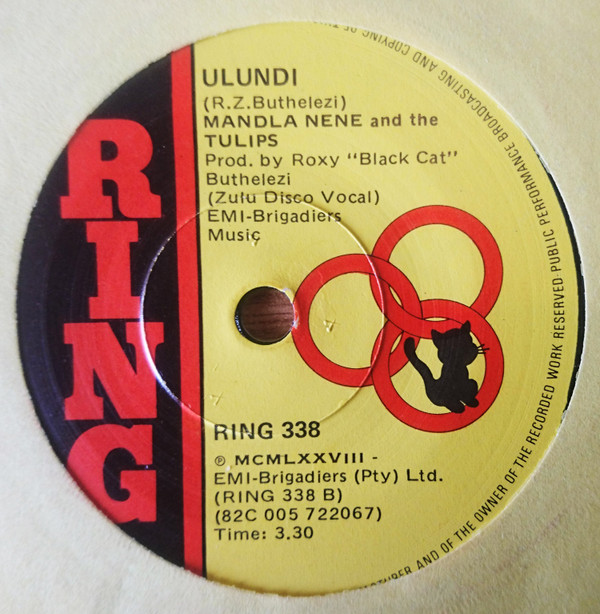 RING
ULUNDI
(R.Z.Buthelezi)
MANDLA NENE and the
TULIPS
Prod. by Roxy "Black Cat"
Buthelezi
(Zulu Disco Vocal)
EMI-Brigadiers
Music
RING 338
℗ MCMLXXVIII -
EMI-Brigadiers (Pty) Ltd.
(RING 338 B)
(82C 005 722067)
Time: 3.30
AND OF THE OWNER OF THE RECORDED WORK RESERVED·PUBLIC PERFORMANCE BROADCASTING AND COPYING OF